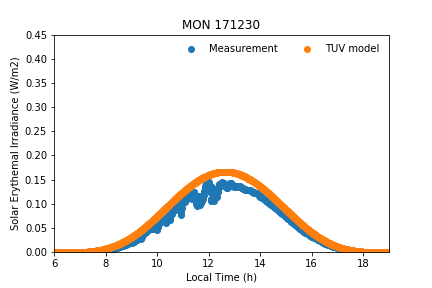 MON 171230
Measurement
TUV model
0.45
0.40
0.35
0.30
0.25
0.20
0.15
0.10
0.05
0.00
Solar Erythemal Irradiance (W/m2)
6 8 10 12 14 16 18
Local Time (h)